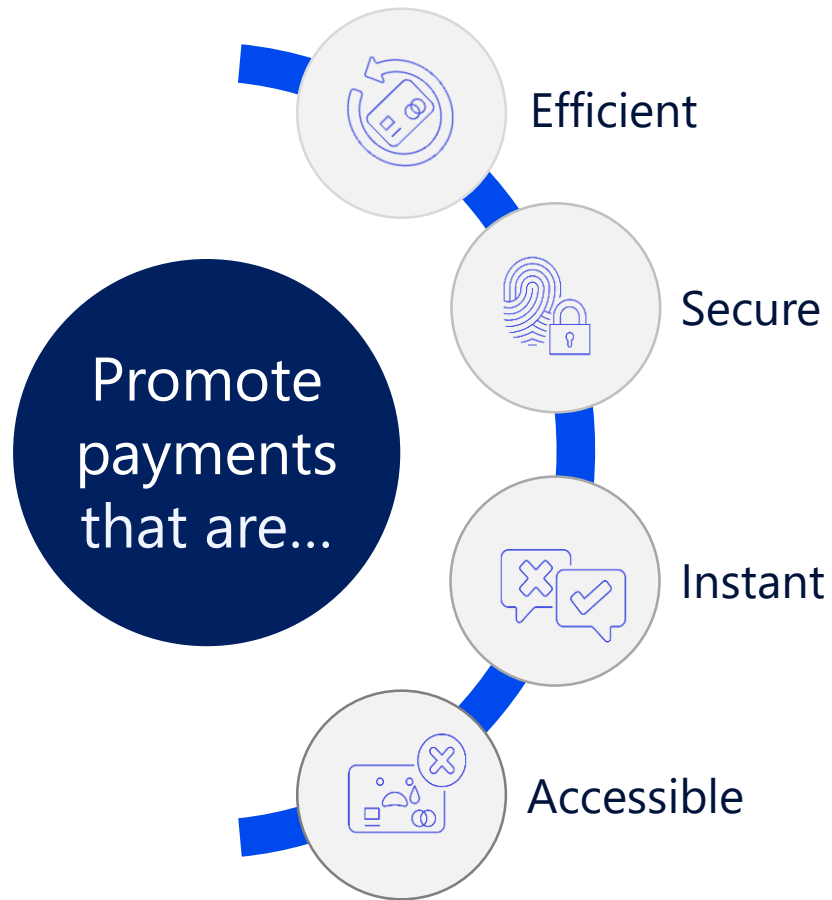 Efficient
Secure
Promote
payments
that are...
Instant
Accessible